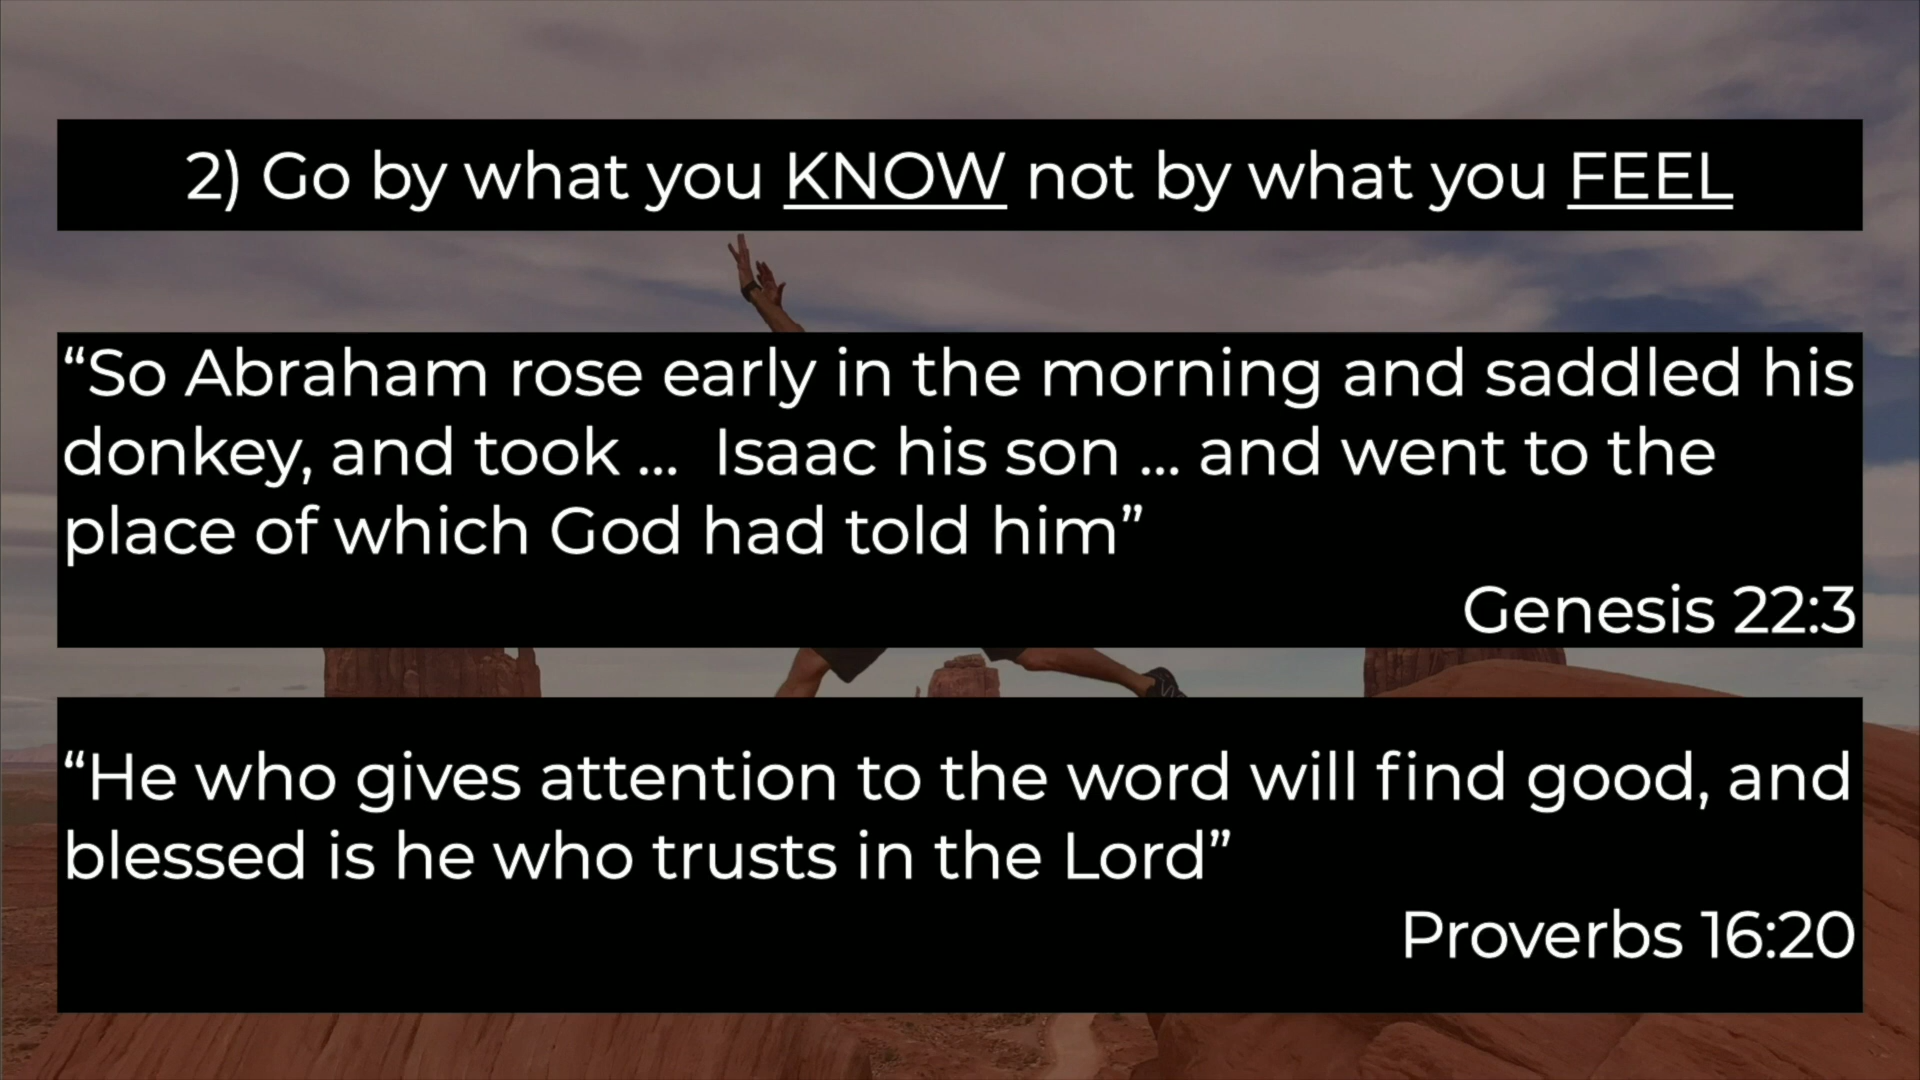 2) Go by what you KNOW not by what you FEEL
“So Abraham rose early in the morning and saddled his
donkey, and took ...  Isaac his son ... and went to the
place of which God had told him”
Genesis 22:3
“He who gives attention to the word will find good, and
blessed is he who trusts in the Lord”
Proverbs 16:20